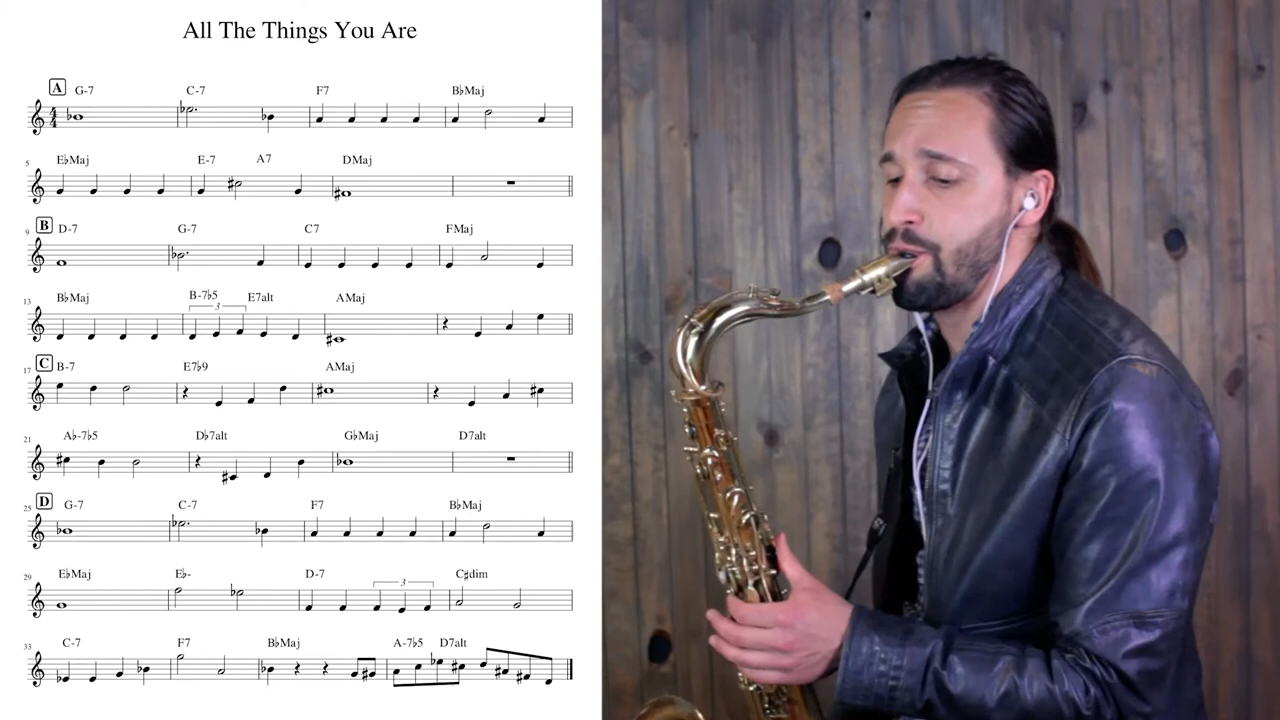 All The Things You Are
A G-7 C-7 F7 B♭Maj
4
4
5 E♭Maj E-7 A7 DMaj
B
9 D-7 G-7 C7 FMaj
13 B♭Maj B-7♭5 3 E7alt AMaj
C
17 B-7 E7♭9 AMaj
21 A♭-7♭5 D♭7alt G♭Maj D7alt
D
25 G-7 C-7 F7 B♭Maj
29 E♭Maj E♭- D-7 3 C♯dim
33 C-7 F7 B♭Maj A-7♭5 D7alt